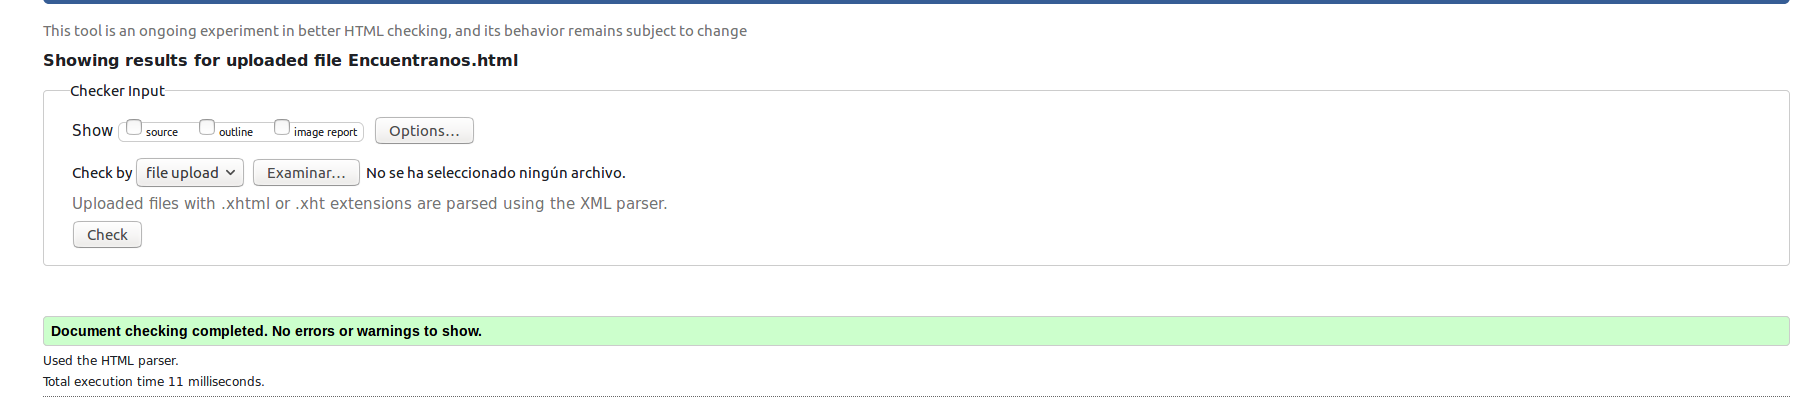 This tool is an ongoing experiment in better HTML checking, and its behavior remains subject to change
Showing results for uploaded file Encuentranos.html
Checker Input
Show source outline image report Options...
Check by file upload Examinar... No se ha seleccionado ningún archivo.
Uploaded files with .xhtml or .xht extensions are parsed using the XML parser.
Check
Document checking completed. No errors or warnings to show.
Used the HTML parser.
Total execution time 11 milliseconds.